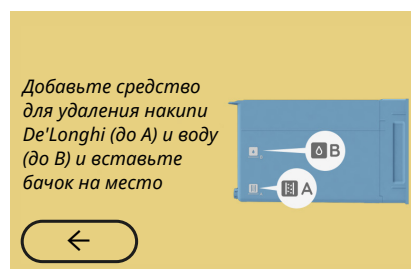 Добавьте средство
для удаления накипи
De'Longhi (до A) и воду
(до B) и вставьте
бачок на место
B
A